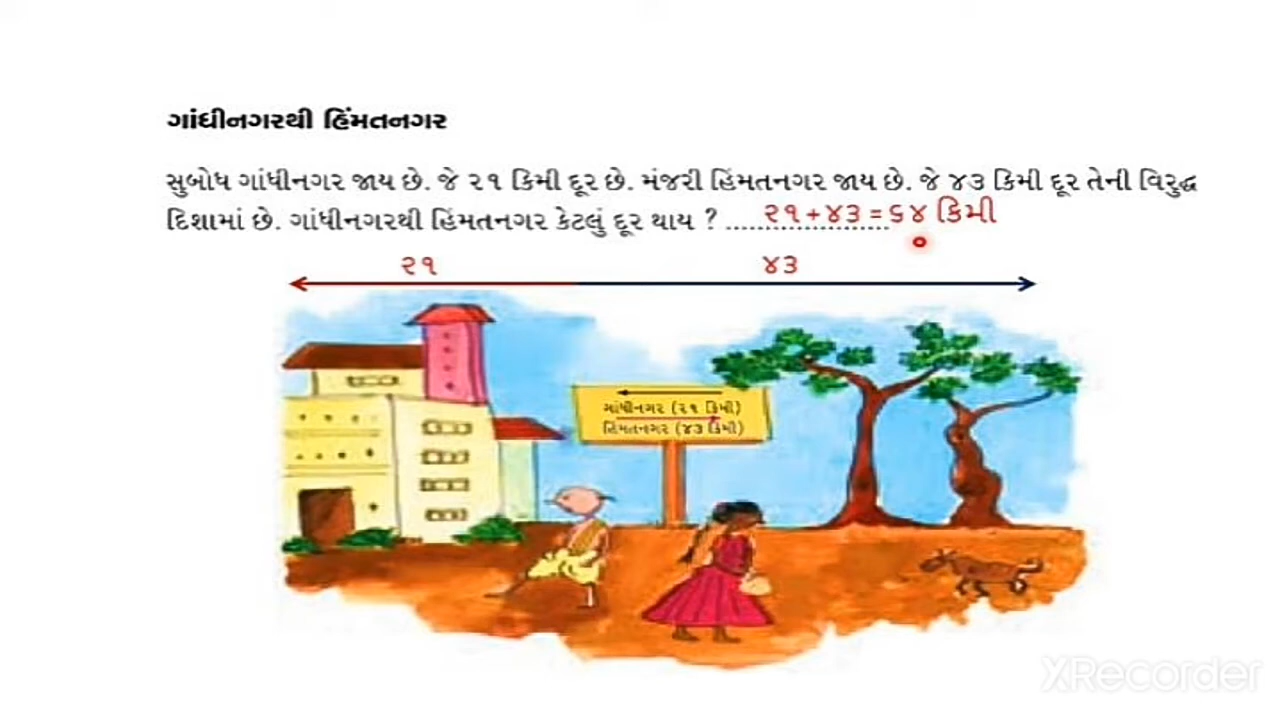 ગાંધીનગરથી હિંમતનગર
સુબોધ ગાંધીનગર જાય છે. જે ૨૧ કિમી દૂર છે. મંજરી હિંમતનગર જાય છે. જે ૪૩ કિમી દૂર તેની વિરુદ્ધ
દિશામાં છે. ગાંધીનગરથી હિંમતનગર કેટલું દૂર થાય ? ..................... ૨૧+૪૩ = ૬૪ કિમી
૨૧ ૪૩
ગાંધીનગર (૨૧ કિમી)
હિંમતનગર (૪૩ કિમી)
XRecorder